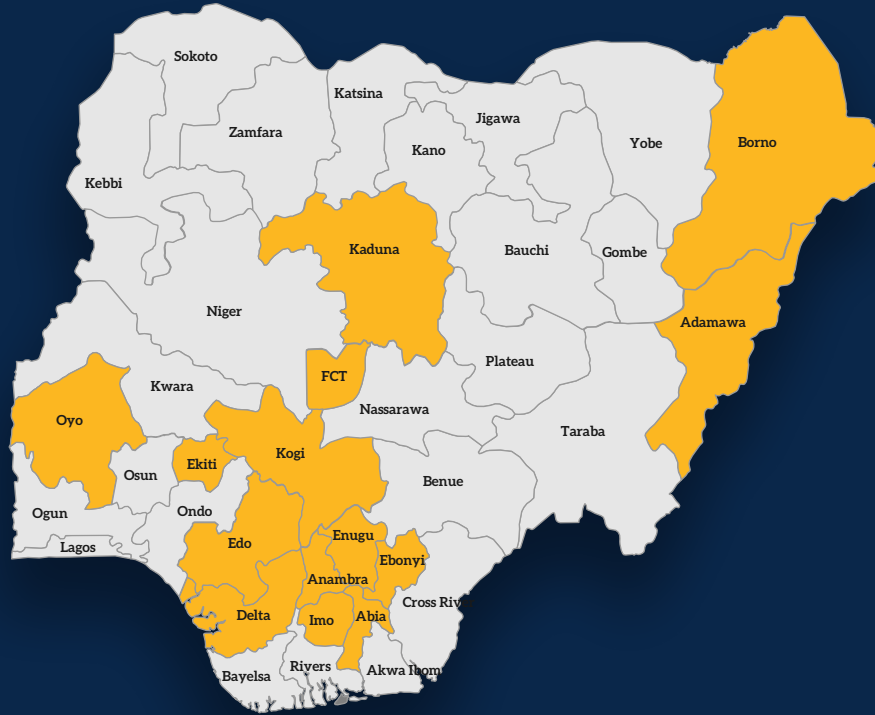 Sokoto
Katsina
Jigawa
Zamfara
Kano
Yobe
Borno
Kebbi
Kaduna
Bauchi
Gombe
Niger
Adamawa
FCT
Plateau
Kwara
Nassarawa
Oyo
Taraba
Kogi
Ekiti
Osun
Benue
Ogun
Ondo
Enugu
Edo
Lagos
Ebonyi
Anambra
Cross River
Delta
Imo
Abia
Rivers
Akwa Ibom
Bayelsa